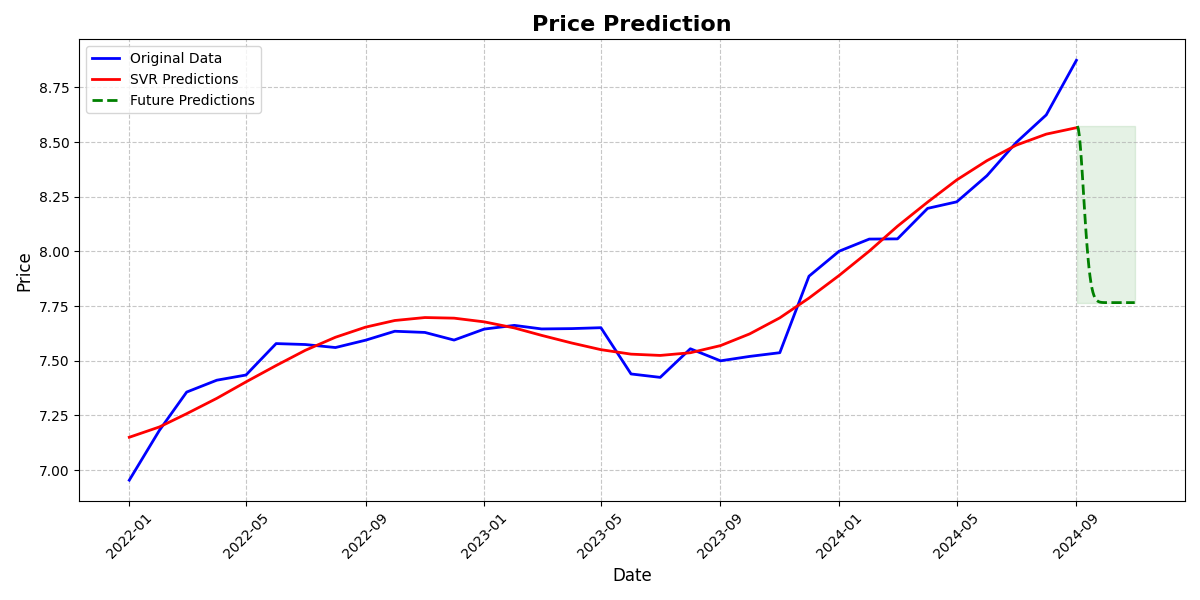 Price Prediction
Original Data
SVR Predictions
Future Predictions
Price
8.75
8.50
8.25
8.00
7.75
7.50
7.25
7.00
2022-01
2022-05
2022-09
2023-01
2023-05
2023-09
2024-01
2024-05
2024-09
Date